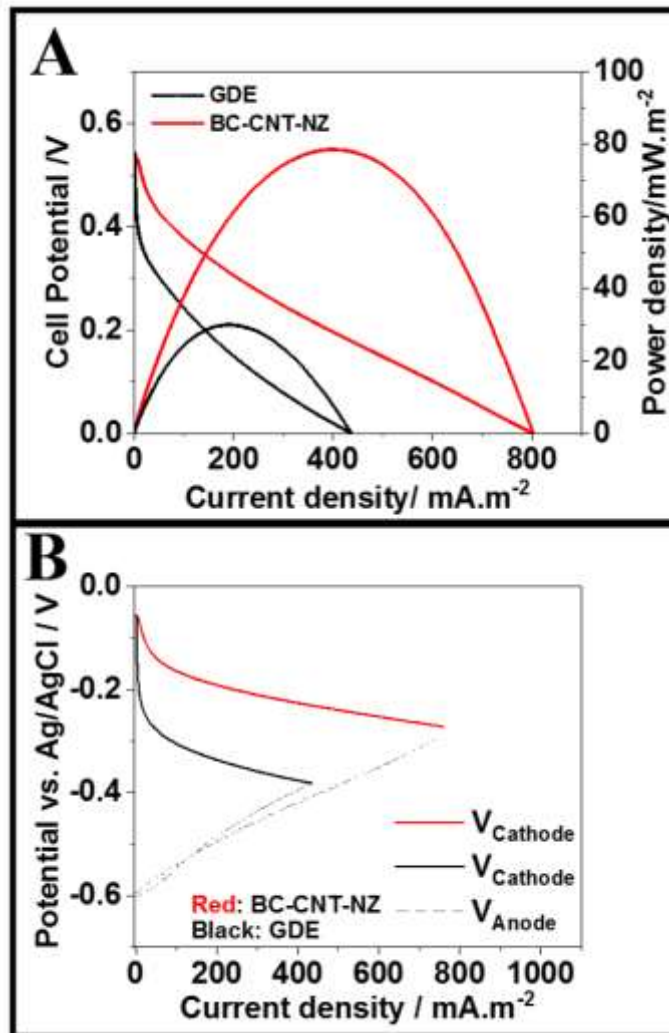 A
GDE
BC-CNT-NZ
Cell Potential /V
0.6
0.4
0.2
0.0
100
80
60
40
20
0
Power density/mW.m-2
0 200 400 600 800
Current density/ mA.m-2
B
Potential vs. Ag/AgCl / V
0.0
-0.2
-0.4
-0.6
VCathode
VCathode
VAnode
Red: BC-CNT-NZ
Black: GDE
0 200 400 600 800 1000
Current density / mA.m-2